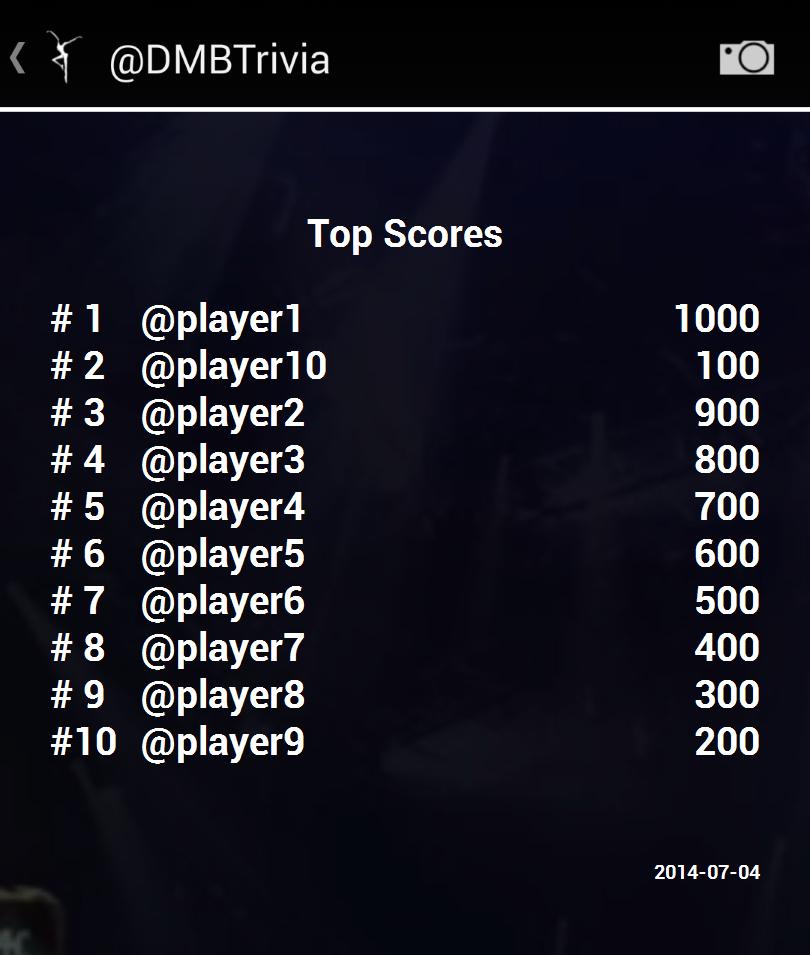 @DMBTrivia
Top Scores
# 1 @player1 1000
# 2 @player10 100
# 3 @player2 900
# 4 @player3 800
# 5 @player4 700
# 6 @player5 600
# 7 @player6 500
# 8 @player7 400
# 9 @player8 300
#10 @player9 200
2014-07-04